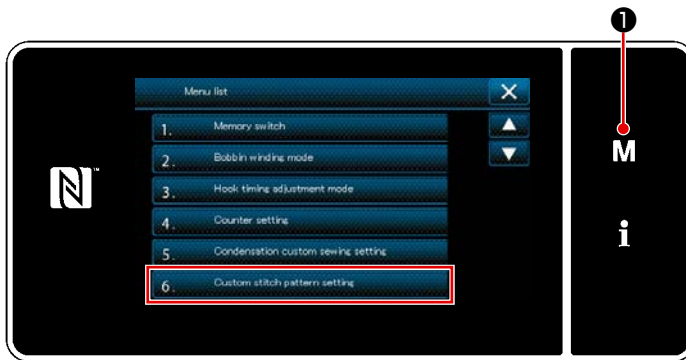 ❶
Menu list
1. Memory switch
2. Bobbin winding mode
3. Hook timing adjustment mode
4. Counter setting
5. Condensation custom sewing setting
6. Custom stitch pattern setting
M
i
N